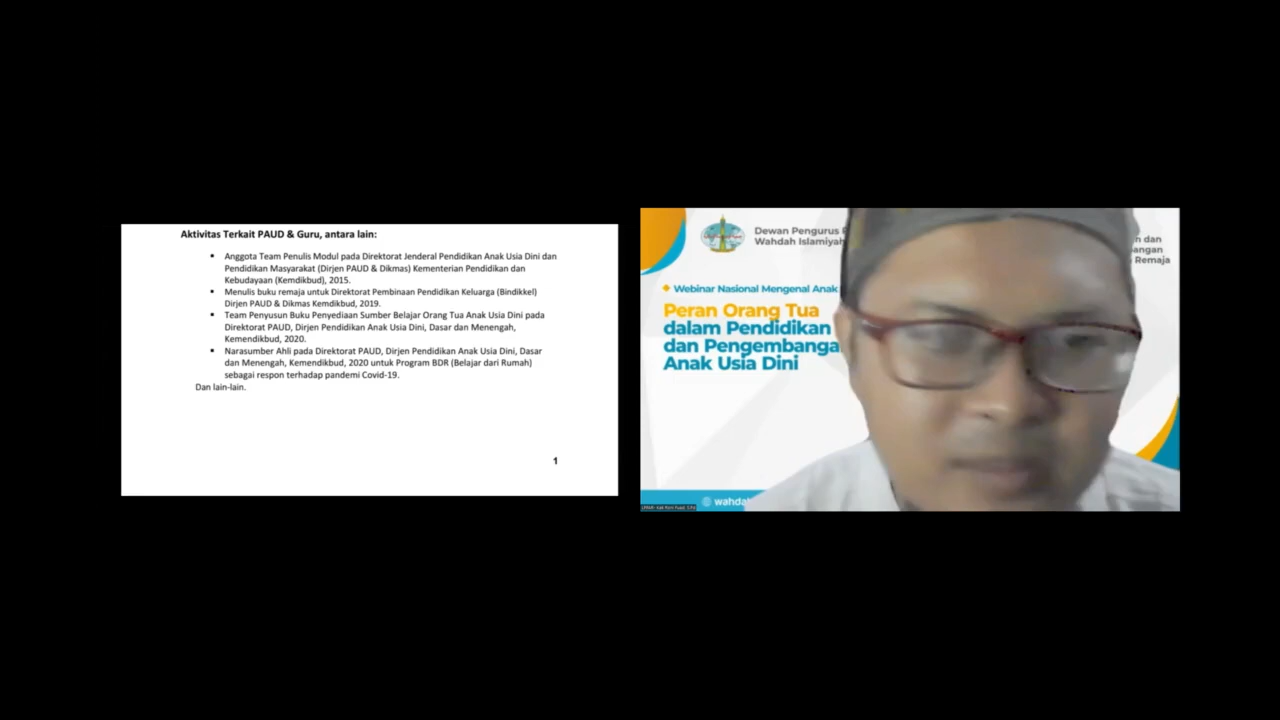 Aktivitas Terkait PAUD & Guru, antara lain:
▪ Anggota Team Penulis Modul pada Direktorat Jenderal Pendidikan Anak Usia Dini dan
Pendidikan Masyarakat (Dirjen PAUD & Dikmas) Kementerian Pendidikan dan
Kebudayaan (Kemdikbud), 2015.
▪ Menulis buku remaja untuk Direktorat Pembinaan Pendidikan Keluarga (Bindikkel)
Dirjen PAUD & Dikmas Kemdikbud, 2019.
▪ Team Penyusun Buku Penyediaan Sumber Belajar Orang Tua Anak Usia Dini pada
Direktorat PAUD, Dirjen Pendidikan Anak Usia Dini, Dasar dan Menengah,
Kemendikbud, 2020.
▪ Narasumber Ahli pada Direktorat PAUD, Dirjen Pendidikan Anak Usia Dini, Dasar
dan Menengah, Kemendikbud, 2020 untuk Program BDR (Belajar dari Rumah)
sebagai respon terhadap pandemi Covid-19.
Dan lain-lain.
1
Dewan Pengurus
Wahdah Islamiyah
n dan
angan
Remaja
Webinar Nasional Mengenal Anak
Peran Orang Tua
dalam Pendidikan
dan Pengembanga
Anak Usia Dini
wahda